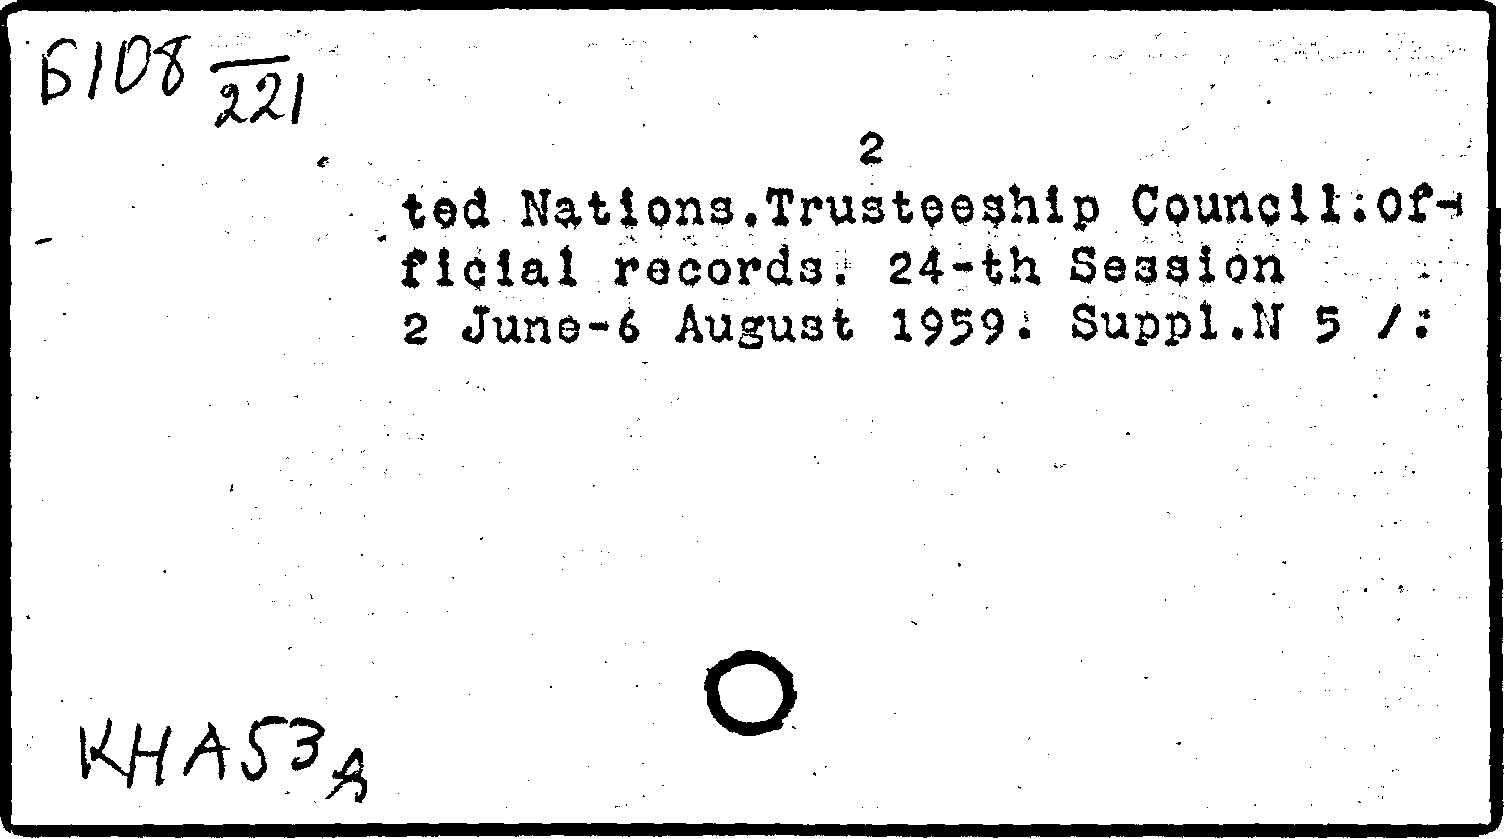 Б108
221
2
ted Nations.Trusteeship Council:Of-
ficial records. 24-th Session
2 June-6 August 1959. Suppl.N 5 /:
КНА53